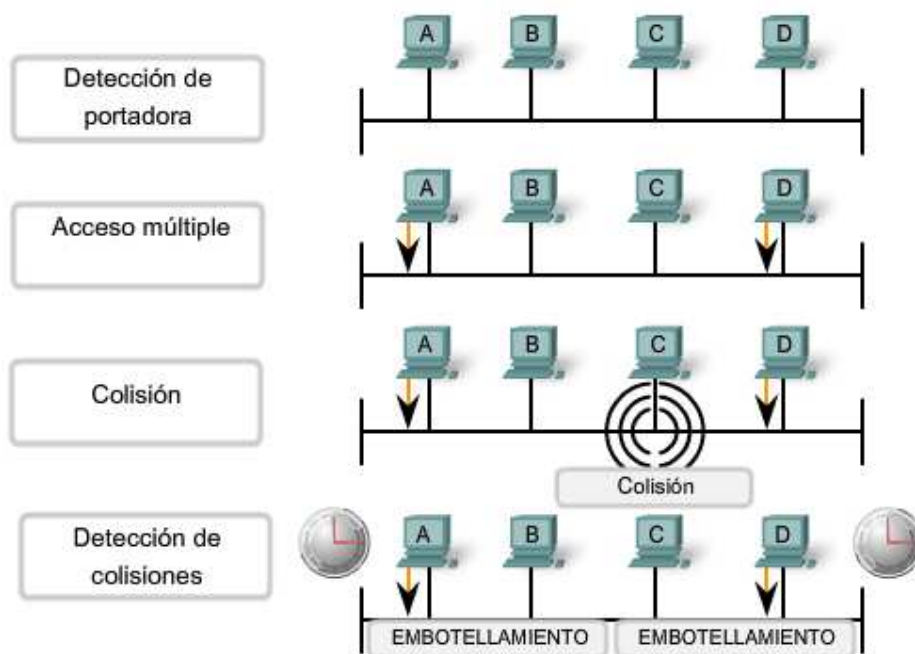 Detección de
portadora
A B C D
Acceso múltiple
A B C D
Colisión
A B C D
Colisión
Detección de
colisiones
A B C D
EMBOTELLAMIENTO EMBOTELLAMIENTO